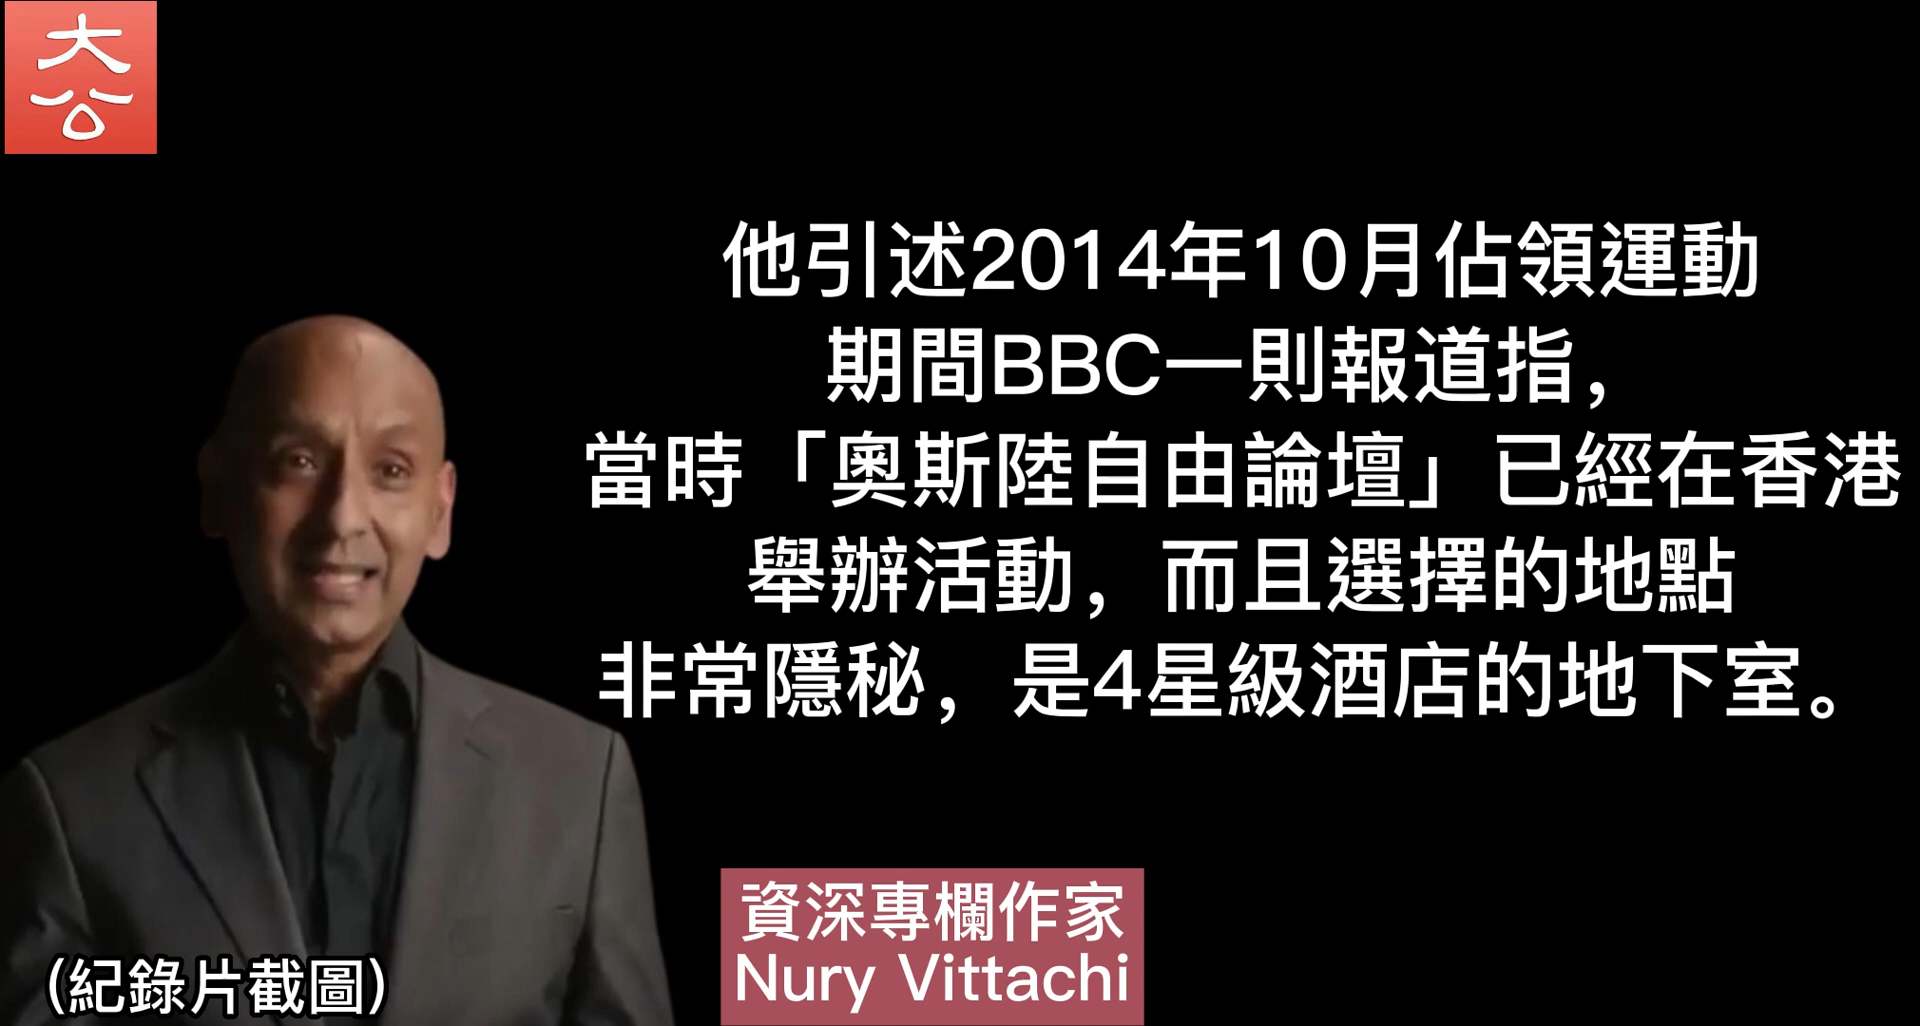 大
公
他引述2014年10月佔領運動
期間BBC一則報道指，
當時「奧斯陸自由論壇」已經在香港
舉辦活動，而且選擇的地點
非常隱秘，是4星級酒店的地下室。
資深專欄作家
Nury Vittachi
(紀錄片截圖)